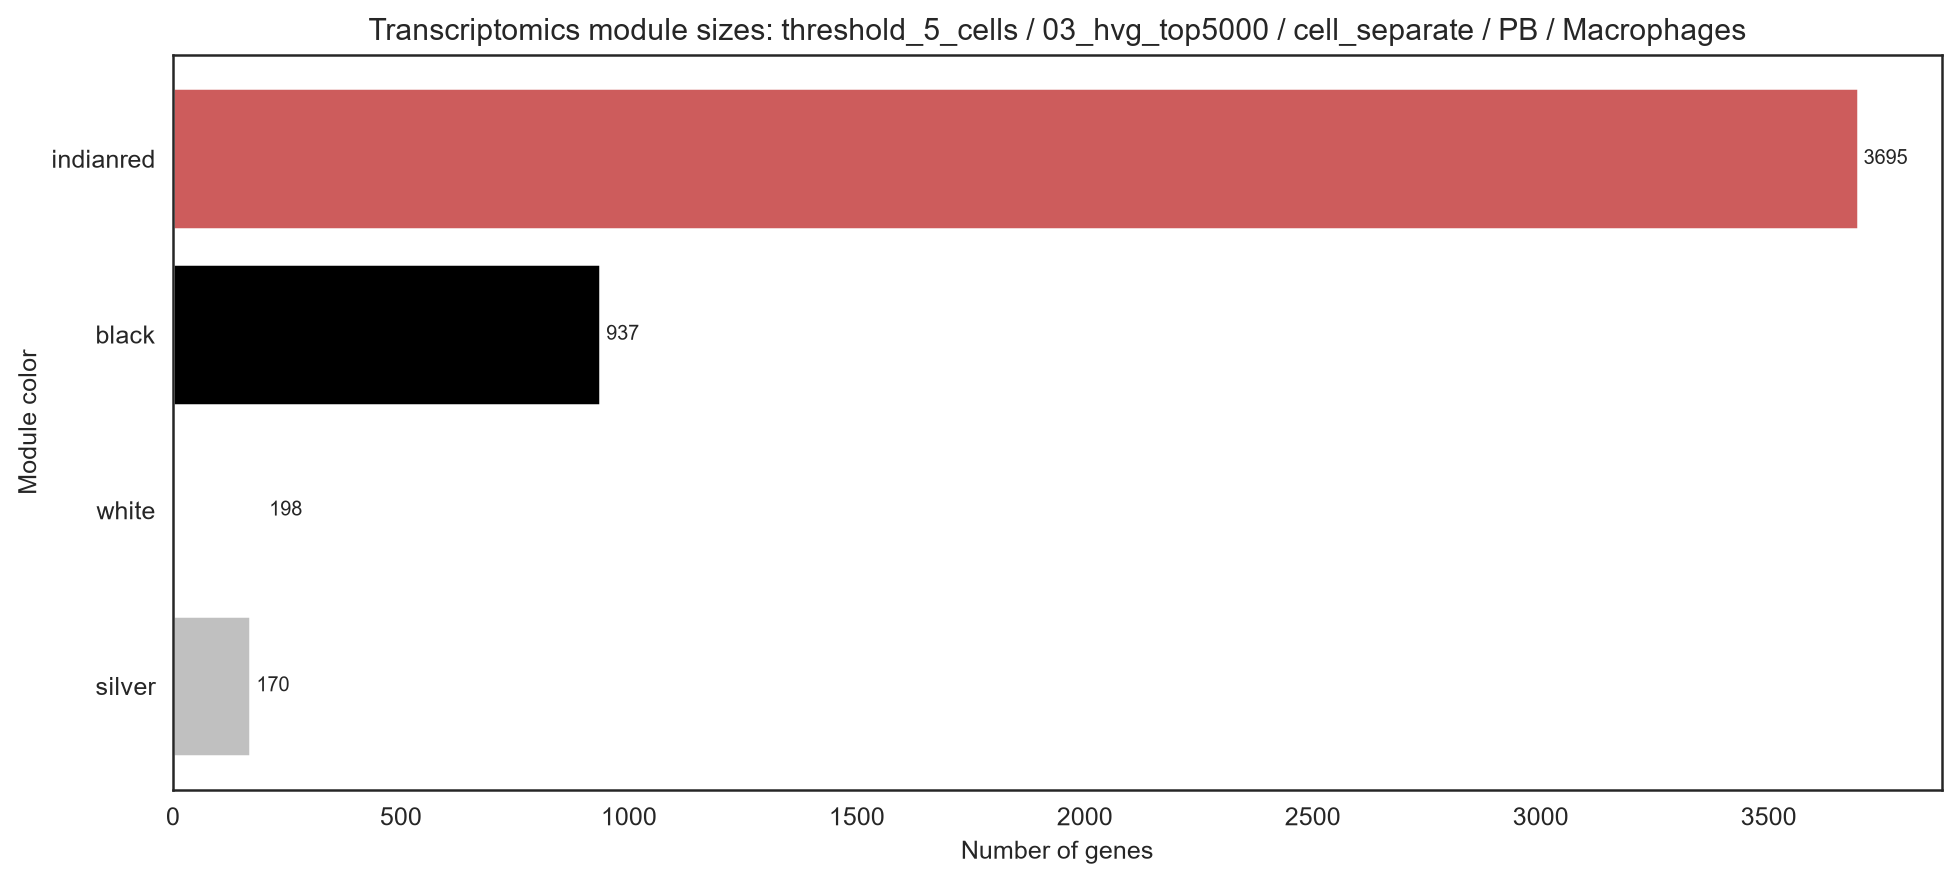 Transcriptomics module sizes: threshold_5_cells / 03_hvg_top5000 / cell_separate / PB / Macrophages
Module color
indianred
3695
black
937
white
198
silver
170
0 500 1000 1500 2000 2500 3000 3500
Number of genes